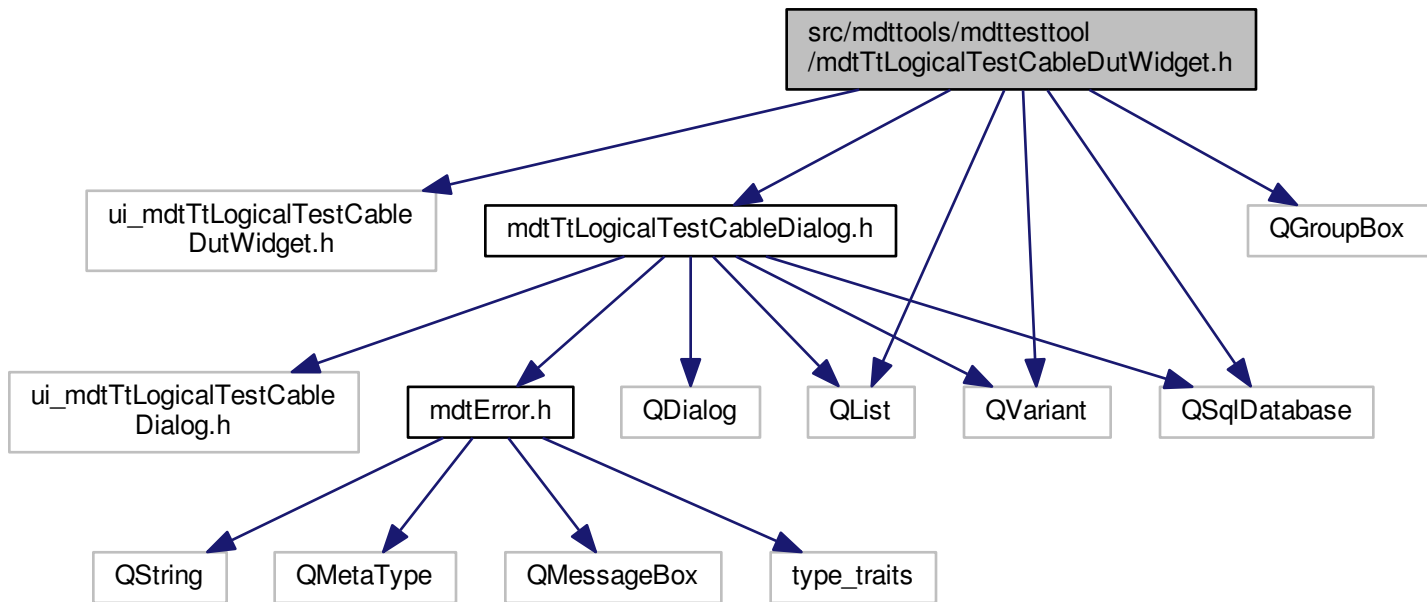 src/mdttools/mdttesttool
/mdtTtLogicalTestCableDutWidget.h
ui_mdtTtLogicalTestCable
DutWidget.h
mdtTtLogicalTestCableDialog.h
QGroupBox
ui_mdtTtLogicalTestCable
Dialog.h
mdtError.h
QDialog
QList
QVariant
QSqlDatabase
QString
QMetaType
QMessageBox
type_traits